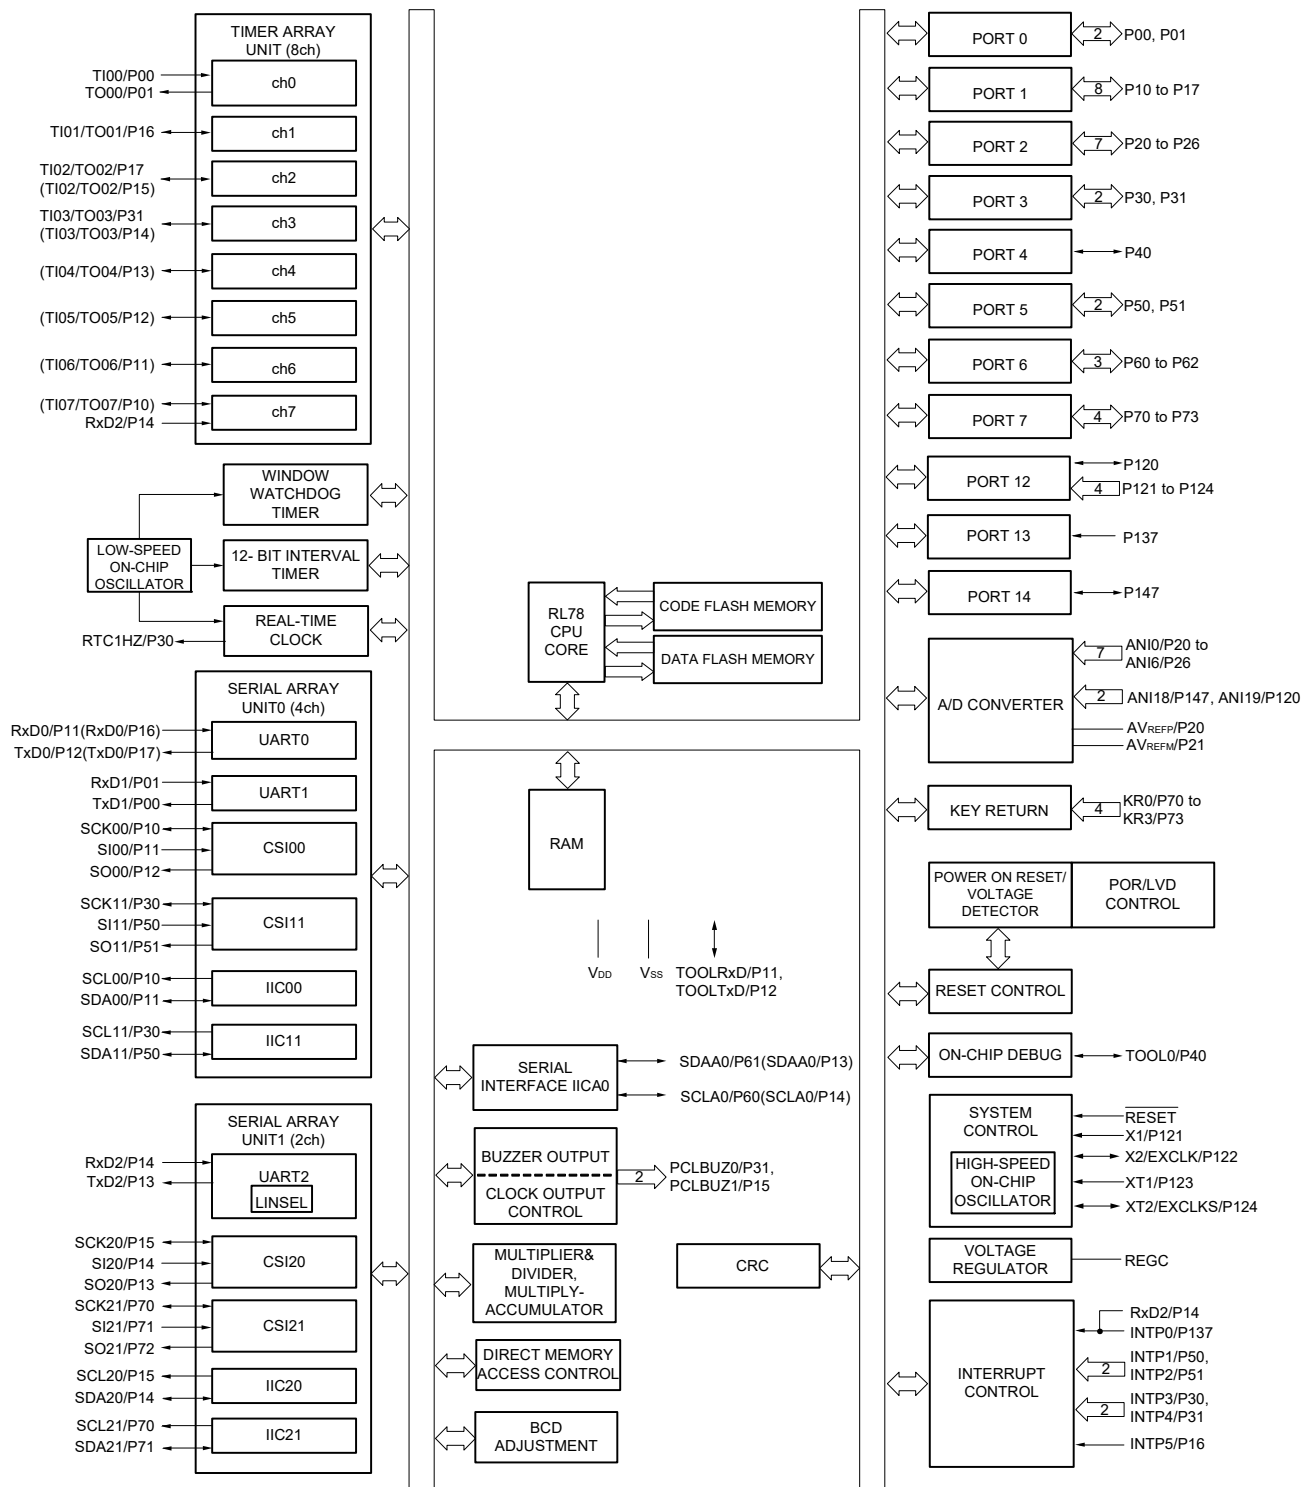 TIMER ARRAY
UNIT (8ch)
TI00/P00
TO00/P01
ch0
TI01/TO01/P16
ch1
TI02/TO02/P17
(TI02/TO02/P15)
ch2
TI03/TO03/P31
(TI03/TO03/P14)
ch3
(TI04/TO04/P13)
ch4
(TI05/TO05/P12)
ch5
(TI06/TO06/P11)
ch6
(TI07/TO07/P10)
RxD2/P14
ch7
WINDOW
WATCHDOG
TIMER
LOW-SPEED
ON-CHIP
OSCILLATOR
12- BIT INTERVAL
TIMER
RTC1HZ/P30
REAL-TIME
CLOCK
SERIAL ARRAY
UNIT0 (4ch)
RxD0/P11(RxD0/P16)
TxD0/P12(TxD0/P17)
UART0
RxD1/P01
TxD1/P00
UART1
SCK00/P10
SI00/P11
SO00/P12
CSI00
SCK11/P30
SI11/P50
SO11/P51
CSI11
SCL00/P10
SDA00/P11
IIC00
SCL11/P30
SDA11/P50
IIC11
SERIAL ARRAY
UNIT1 (2ch)
RxD2/P14
TxD2/P13
UART2
LINSEL
SCK20/P15
SI20/P14
SO20/P13
CSI20
SCK21/P70
SI21/P71
SO21/P72
CSI21
SCL20/P15
SDA20/P14
IIC20
SCL21/P70
SDA21/P71
IIC21
RL78
CPU
CORE
CODE FLASH MEMORY
DATA FLASH MEMORY
RAM
VDD
VSS
TOOLRxD/P11,
TOOLTxD/P12
SERIAL
INTERFACE IICA0
SDAA0/P61(SDAA0/P13)
SCLA0/P60(SCLA0/P14)
BUZZER OUTPUT
CLOCK OUTPUT
CONTROL
2
PCLBUZ0/P31,
PCLBUZ1/P15
MULTIPLIER&
DIVIDER,
MULTIPLY-
ACCUMULATOR
CRC
DIRECT MEMORY
ACCESS CONTROL
BCD
ADJUSTMENT
PORT 0
2
P00, P01
PORT 1
8
P10 to P17
PORT 2
7
P20 to P26
PORT 3
2
P30, P31
PORT 4
P40
PORT 5
2
P50, P51
PORT 6
3
P60 to P62
PORT 7
4
P70 to P73
PORT 12
P120
4
P121 to P124
PORT 13
P137
PORT 14
P147
A/D CONVERTER
7
ANI0/P20 to
ANI6/P26
2
ANI18/P147, ANI19/P120
AVREFP/P20
AVREFM/P21
KEY RETURN
4
KR0/P70 to
KR3/P73
POWER ON RESET/
VOLTAGE
DETECTOR
POR/LVD
CONTROL
RESET CONTROL
ON-CHIP DEBUG
TOOL0/P40
SYSTEM
CONTROL
HIGH-SPEED
ON-CHIP
OSCILLATOR
RESET
X1/P121
X2/EXCLK/P122
XT1/P123
XT2/EXCLKS/P124
VOLTAGE
REGULATOR
REGC
INTERRUPT
CONTROL
RxD2/P14
INTP0/P137
2
INTP1/P50,
INTP2/P51
2
INTP3/P30,
INTP4/P31
INTP5/P16